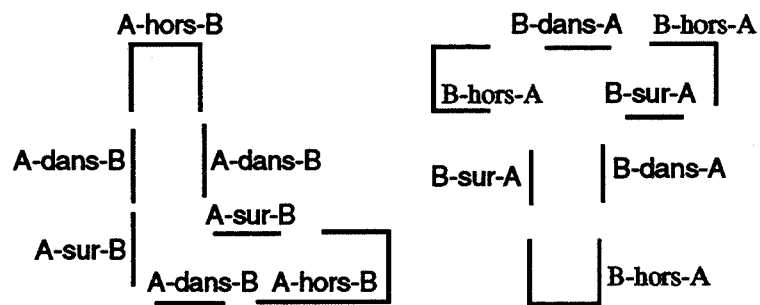 A-hors-B
A-dans-B A-dans-B
A-sur-B
A-sur-B
A-dans-B A-hors-B
B-dans-A B-hors-A
B-hors-A B-sur-A
B-sur-A B-dans-A
B-hors-A